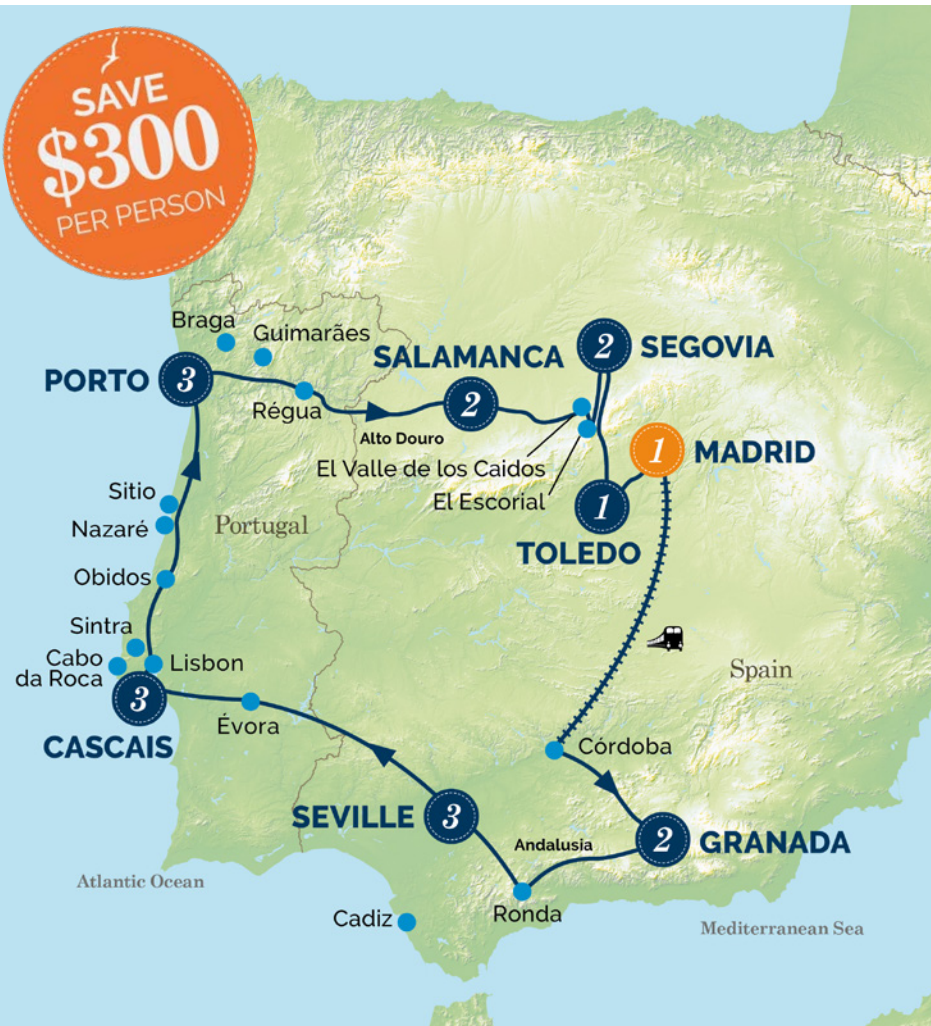 SAVE
$300
PER PERSON
Braga
Guimarães
PORTO
3
SALAMANCA
2
2
SEGOVIA
Régua
Alto Douro
1
MADRID
El Valle de los Caidos
El Escorial
Sitio
Nazaré
Portugal
1
TOLEDO
Obidos
Sintra
Cabo
da Roca
Lisbon
3
CASCAIS
Évora
Spain
Córdoba
SEVILLE
3
Andalusia
2
GRANADA
Atlantic Ocean
Cadiz
Ronda
Mediterranean Sea